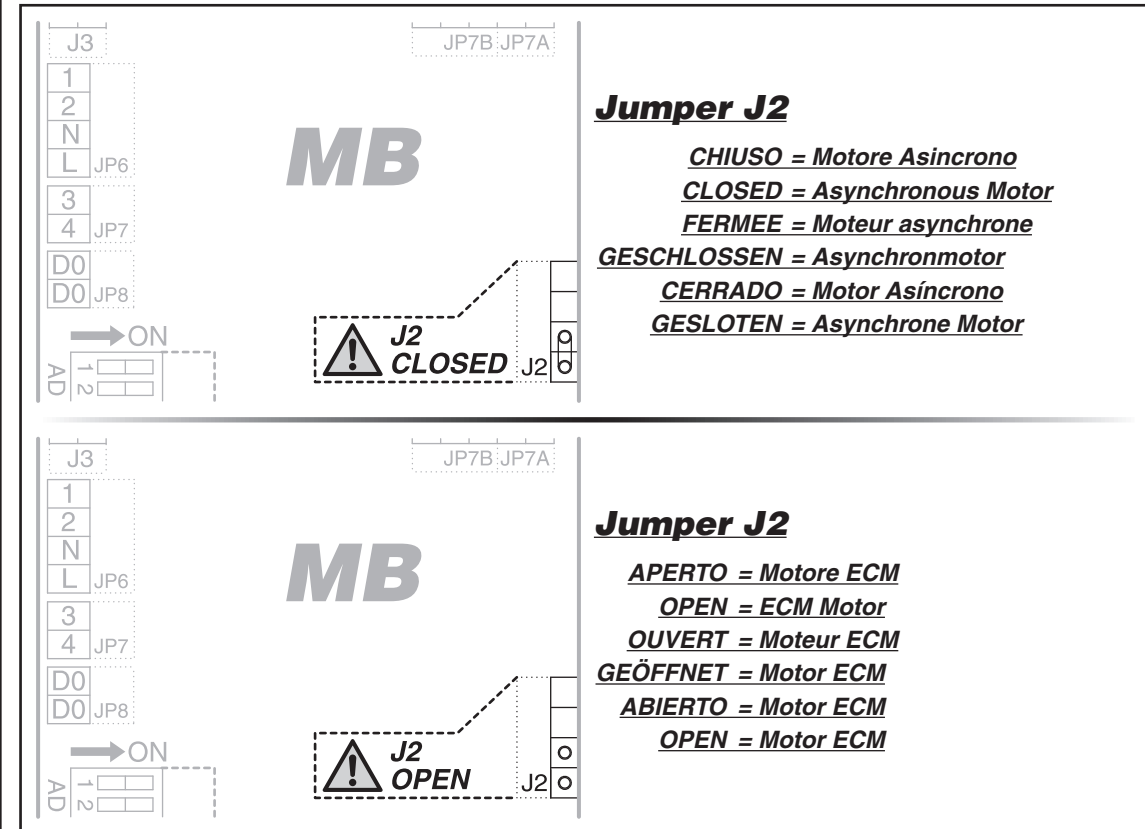 J3
JP7B JP7A
1
2
N
L JP6
MB
3
4 JP7
D0
D0 JP8
ON
AD
1
2
J2
CLOSED
J2
Jumper J2
CHIUSO = Motore Asincrono
CLOSED = Asynchronous Motor
FERMEE = Moteur asynchrone
GESCHLOSSEN = Asynchronmotor
CERRADO = Motor Asíncrono
GESLOTEN = Asynchrone Motor
J3
JP7B JP7A
1
2
N
L JP6
MB
3
4 JP7
D0
D0 JP8
ON
AD
1
2
J2
OPEN
J2
Jumper J2
APERTO = Motore ECM
OPEN = ECM Motor
OUVERT = Moteur ECM
GEÖFFNET = Motor ECM
ABIERTO = Motor ECM
OPEN = Motor ECM